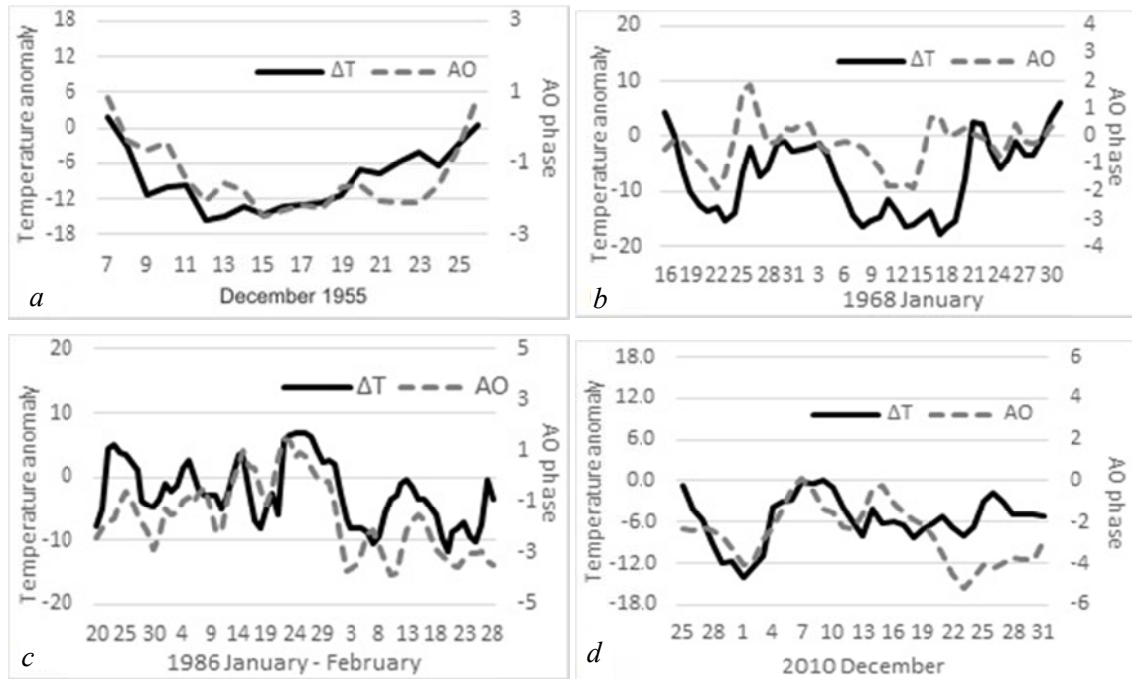 Temperature anomaly
18
12
6
0
-6
-12
-18
ΔT AO
3
1
-1
-3
AO phase
7 9 11 13 15 17 19 21 23 25
December 1955
a
Temperature anomaly
20
10
0
-10
-20
ΔT AO
4
3
2
1
0
-1
-2
-3
-4
AO phase
16 19 22 25 28 31 3 6 9 12 15 18 21 24 27 30
1968 January
b
Temperature anomaly
20
10
0
-10
-20
ΔT AO
5
3
1
-1
-3
-5
AO phase
20 25 30 4 9 14 19 24 29 3 8 13 18 23 28
1986 January - February
c
Temperature anomaly
18.0
12.0
6.0
0.0
-6.0
-12.0
-18.0
ΔT AO
6
4
2
0
-2
-4
-6
AO phase
25 28 1 4 7 10 13 16 19 22 25 28 31
2010 December
d